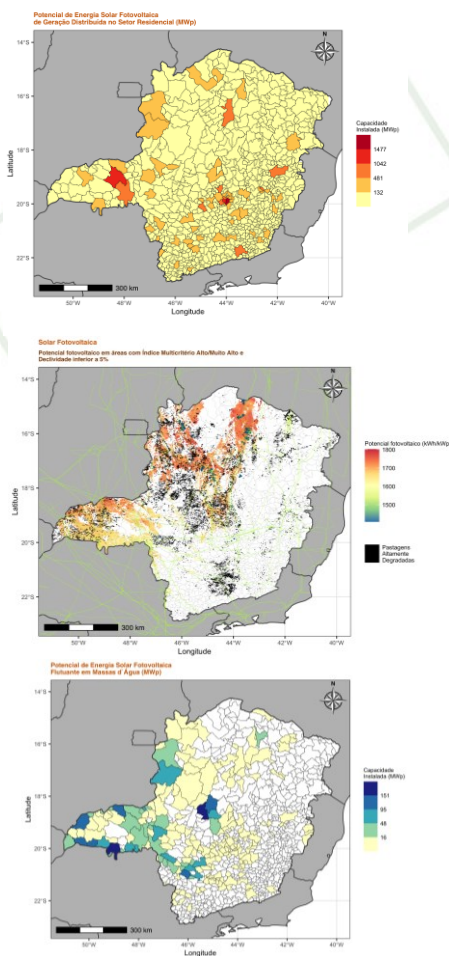 Potencial de Energia Solar Fotovoltaica
de Geração Distribuída no Setor Residencial (MWp)
14°S
16°S
18°S
20°S
22°S
Latitude
N
Capacidade
Instalada (MWp)
1477
1042
481
132
300 km
50°W 48°W 46°W 44°W 42°W 40°W
Longitude
Solar Fotovoltaica
Potencial fotovoltaico em áreas com Índice Multicritério Alto/Muito Alto e
Declividade inferior a 5%
14°S
16°S
18°S
20°S
22°S
Latitude
N
Potencial fotovoltaico (kWh/kWp)
1800
1700
1600
1500
Pastagens
Altamente
Degradadas
300 km
50°W 48°W 46°W 44°W 42°W 40°W
Longitude
Potencial de Energia Solar Fotovoltaica
Flutuante em Massas d'Água (MWp)
14°S
16°S
18°S
20°S
22°S
Latitude
N
Capacidade
Instalada (MWp)
151
95
48
16
300 km
50°W 48°W 46°W 44°W 42°W 40°W
Longitude